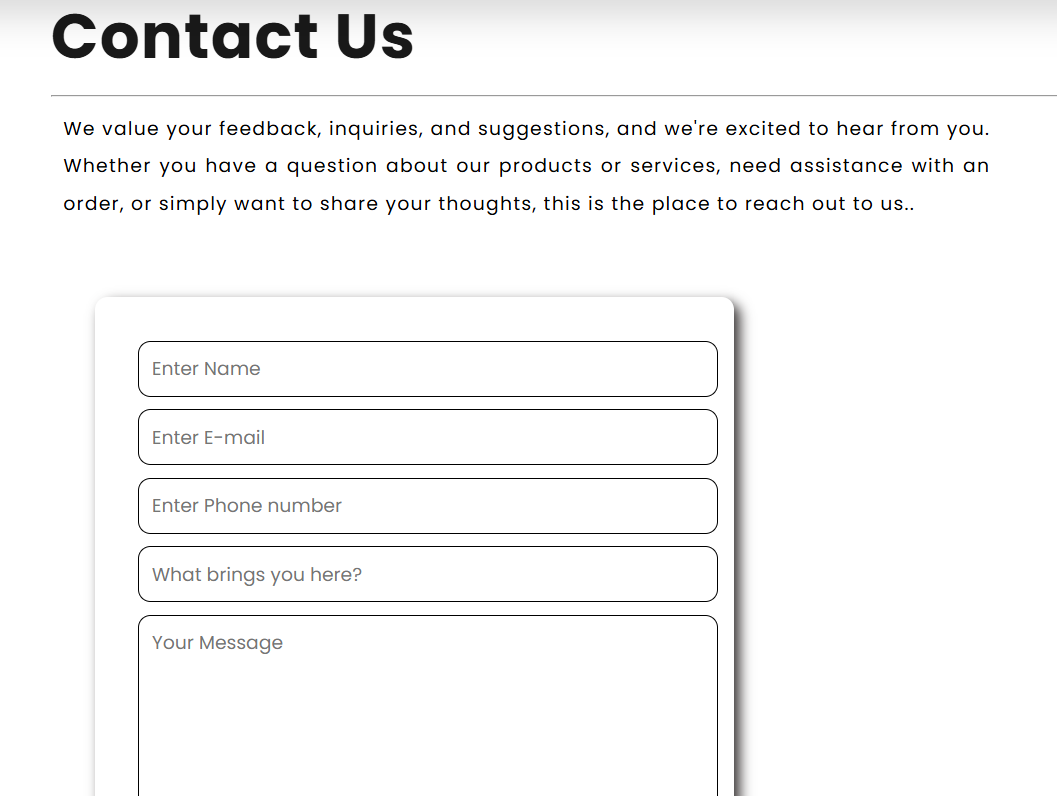 Contact Us
We value your feedback, inquiries, and suggestions, and we're excited to hear from you.
Whether you have a question about our products or services, need assistance with an
order, or simply want to share your thoughts, this is the place to reach out to us..
Enter Name
Enter E-mail
Enter Phone number
What brings you here?
Your Message